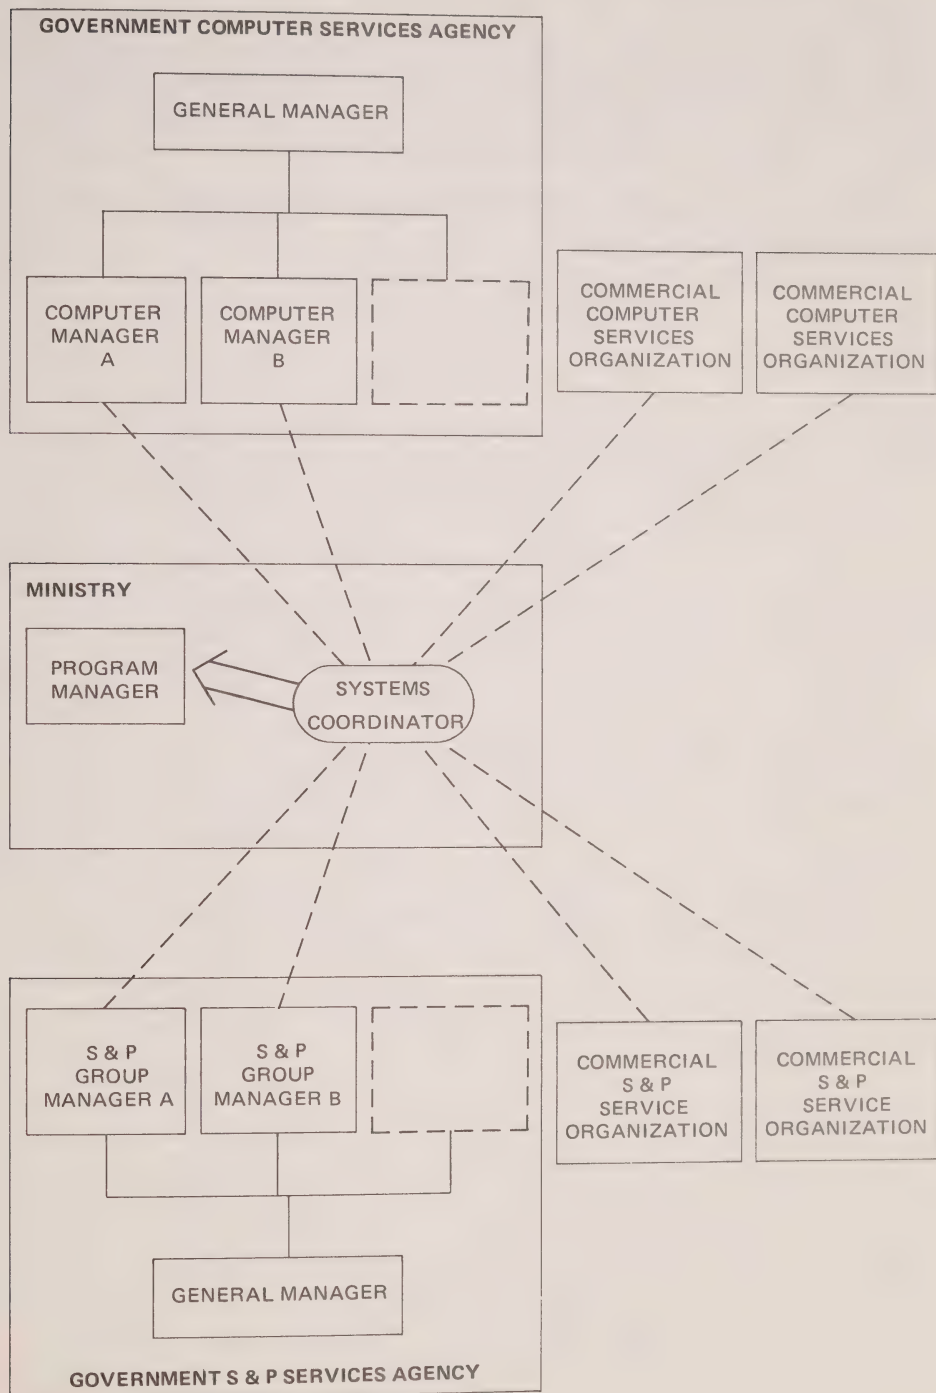 GOVERNMENT COMPUTER SERVICES AGENCY
GENERAL MANAGER
COMPUTER
MANAGER
A
COMPUTER
MANAGER
B
COMMERCIAL
COMPUTER
SERVICES
ORGANIZATION
COMMERCIAL
COMPUTER
SERVICES
ORGANIZATION
MINISTRY
PROGRAM
MANAGER
SYSTEMS
COORDINATOR
S & P
GROUP
MANAGER A
S & P
GROUP
MANAGER B
COMMERCIAL
S & P
SERVICE
ORGANIZATION
COMMERCIAL
S & P
SERVICE
ORGANIZATION
GENERAL MANAGER
GOVERNMENT S & P SERVICES AGENCY